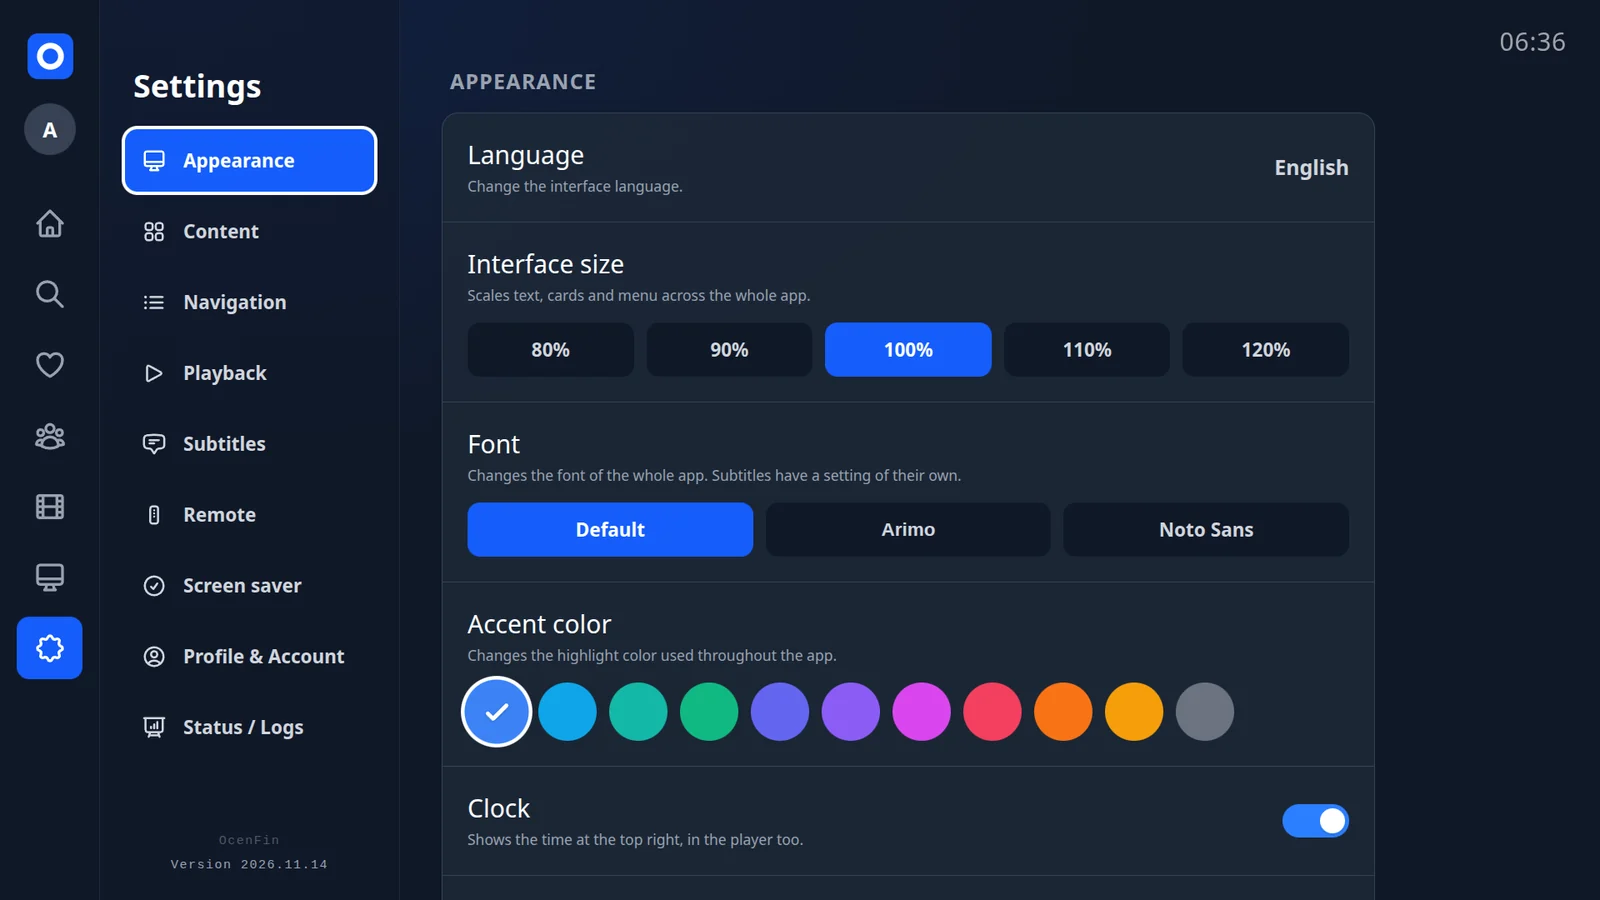 06:36
A
Settings
Appearance
Content
Navigation
Playback
Subtitles
Remote
Screen saver
Profile & Account
Status / Logs
OcenFin
Version 2026.11.14
APPEARANCE
Language
Change the interface language.
English
Interface size
Scales text, cards and menu across the whole app.
80%
90%
100%
110%
120%
Font
Changes the font of the whole app. Subtitles have a setting of their own.
Default
Arimo
Noto Sans
Accent color
Changes the highlight color used throughout the app.
Clock
Shows the time at the top right, in the player too.